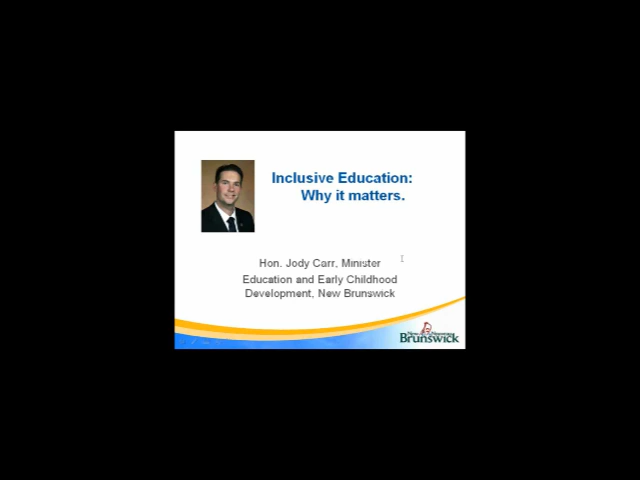 Inclusive Education:
Why it matters.
Hon. Jody Carr, Minister
Education and Early Childhood
Development, New Brunswick
Brunswick